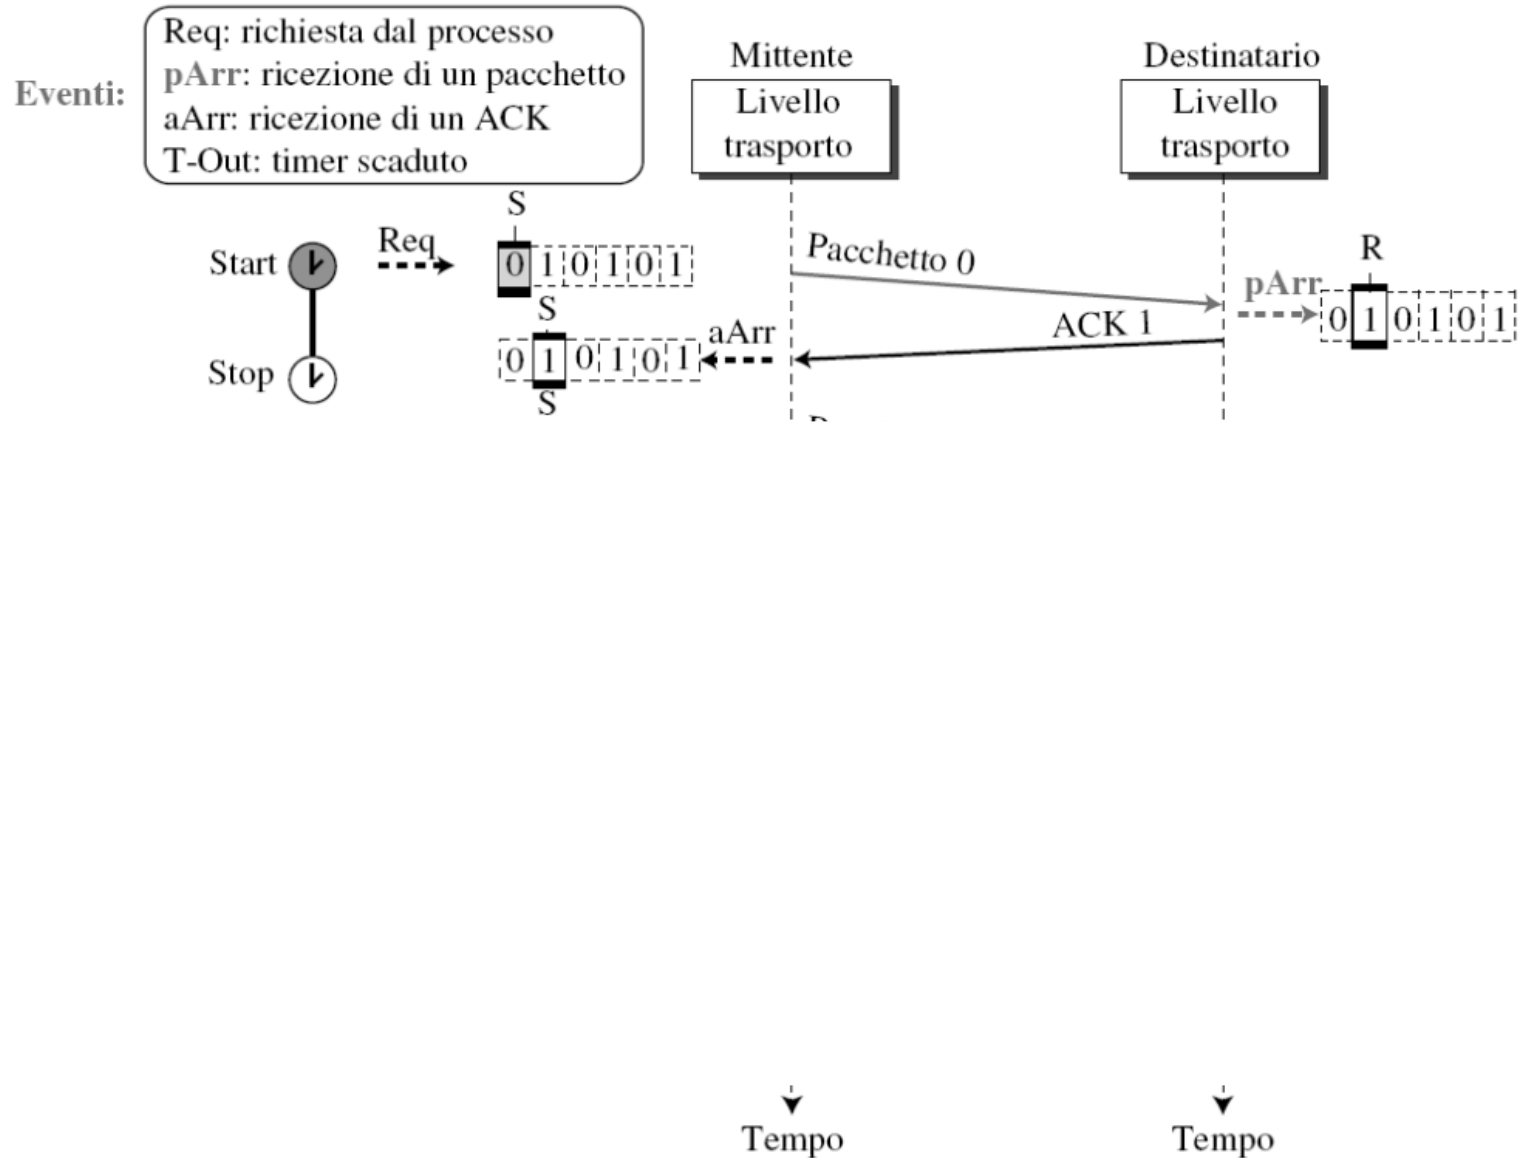 Eventi:
Req: richiesta dal processo
pArr: ricezione di un pacchetto
aArr: ricezione di un ACK
T-Out: timer scaduto
Mittente
Livello
trasporto
Destinatario
Livello
trasporto
Start
Req
S
0 1 0 1 0 1
Pacchetto 0
pArr
R
0 1 0 1 0 1
ACK 1
Stop
S
0 1 0 1 0 1
aArr
S
Tempo
Tempo